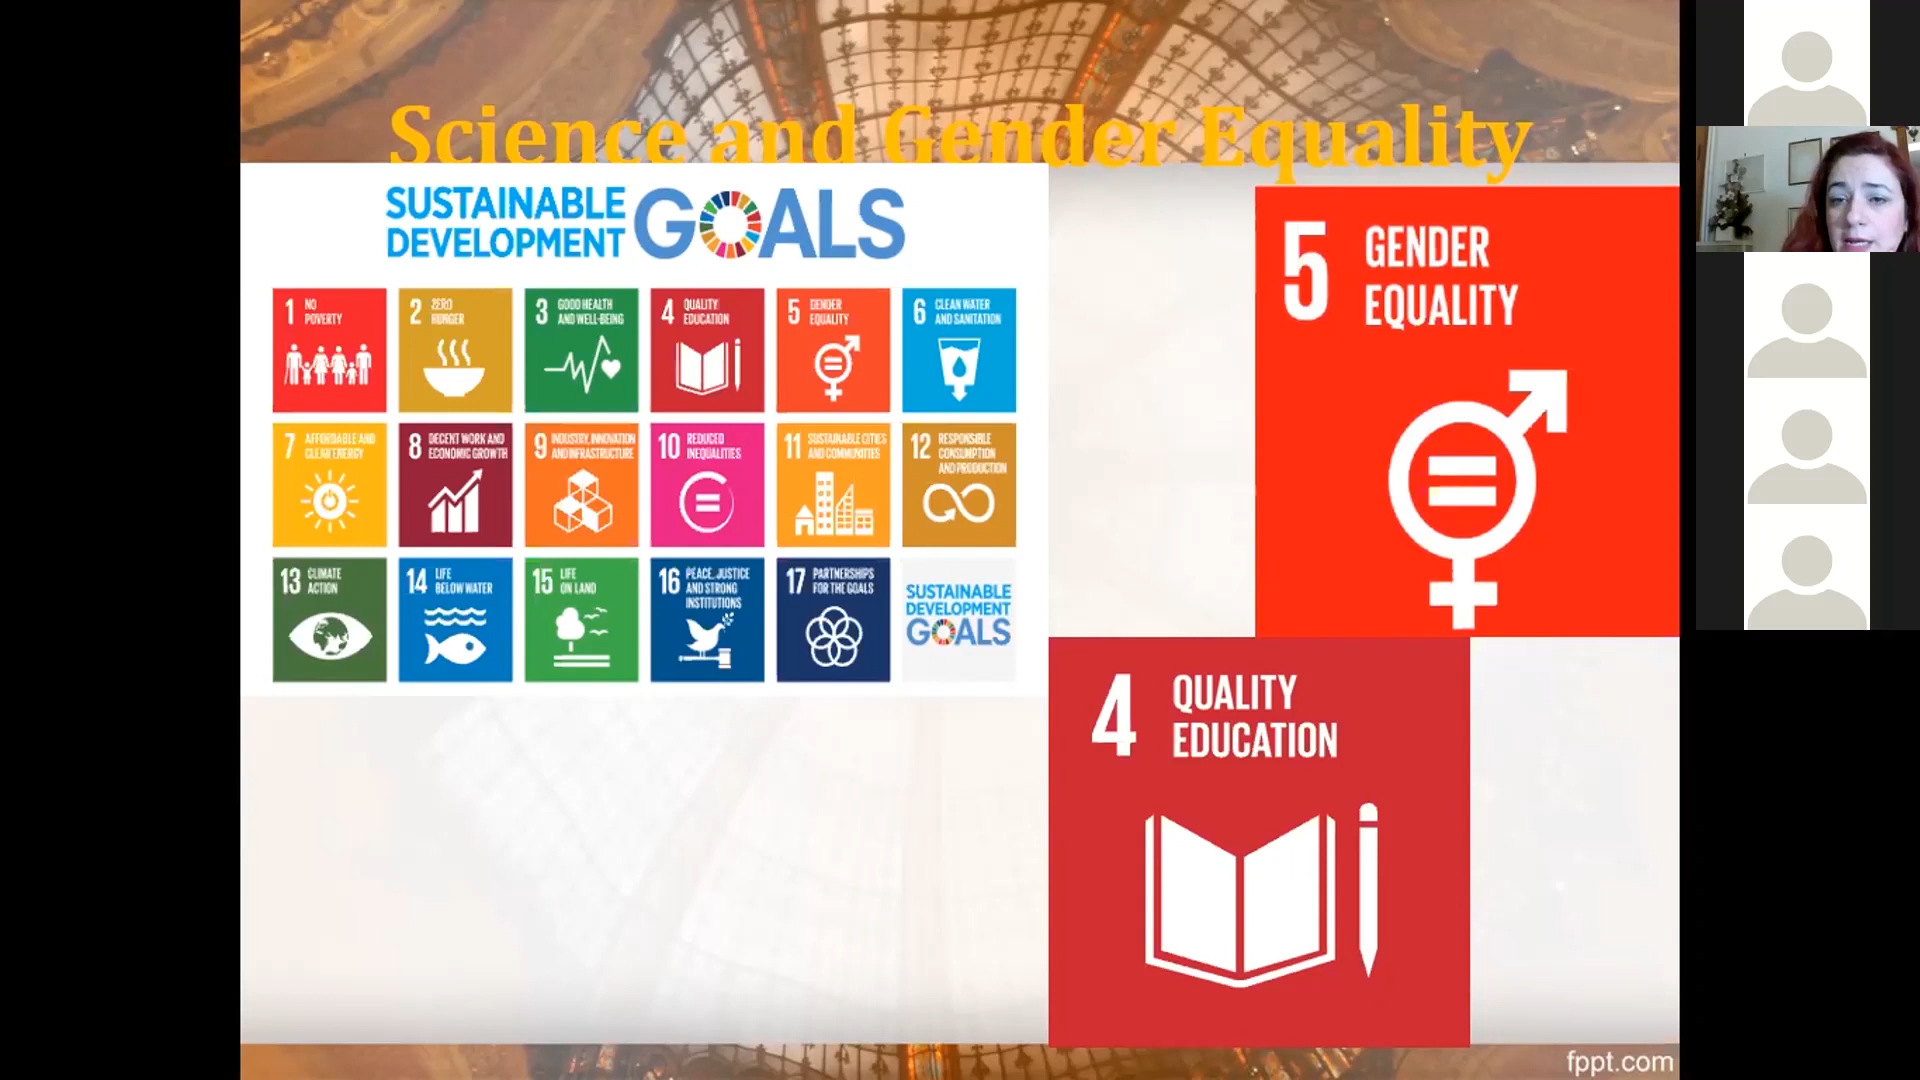 Science and Gender Equality
SUSTAINABLE
DEVELOPMENT
GOALS
1 NO
POVERTY
2 ZERO
HUNGER
3 GOOD HEALTH
AND WELL-BEING
4 QUALITY
EDUCATION
5 GENDER
EQUALITY
6 CLEAN WATER
AND SANITATION
7 AFFORDABLE AND
CLEAN ENERGY
8 DECENT WORK AND
ECONOMIC GROWTH
9 INDUSTRY, INNOVATION
AND INFRASTRUCTURE
10 REDUCED
INEQUALITIES
11 SUSTAINABLE CITIES
AND COMMUNITIES
12 RESPONSIBLE
CONSUMPTION
AND PRODUCTION
13 CLIMATE
ACTION
14 LIFE
BELOW WATER
15 LIFE
ON LAND
16 PEACE, JUSTICE
AND STRONG
INSTITUTIONS
17 PARTNERSHIPS
FOR THE GOALS
SUSTAINABLE
DEVELOPMENT
GOALS
5 GENDER
EQUALITY
4 QUALITY
EDUCATION
fppt.com